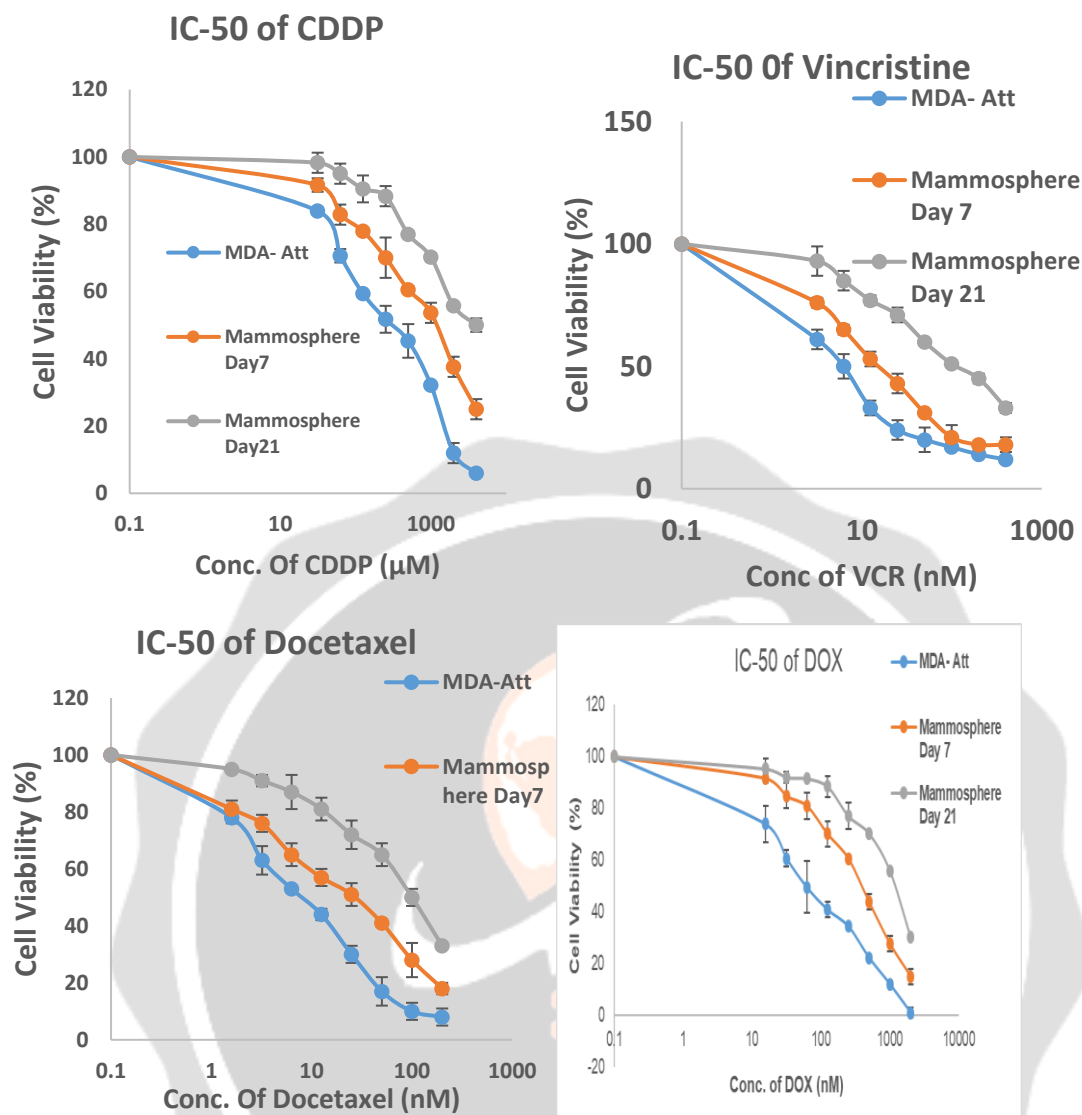 IC-50 of CDDP
120
100
80
60
40
20
0
Cell Viability (%)
MDA- Att
Mammosphere
Day7
Mammosphere
Day21
0.1
10
1000
Conc. Of CDDP (µM)
IC-50 0f Vincristine
MDA- Att
Mammosphere
Day 7
Mammosphere
Day 21
150
100
50
0
Cell Viability (%)
0.1
10
1000
Conc of VCR (nM)
IC-50 of Docetaxel
MDA-Att
Mammosp
here Day7
120
100
80
60
40
20
0
Cell Viability (%)
0.1
1
10
100
1000
Conc. Of Docetaxel (nM)
IC-50 of DOX
MDA- Att
Mammosphere
Day 7
Mammosphere
Day 21
120
100
80
60
40
20
0
-20
Cell Viability (%)
0.1
1
10
100
1000
10000
Conc. of DOX (nM)